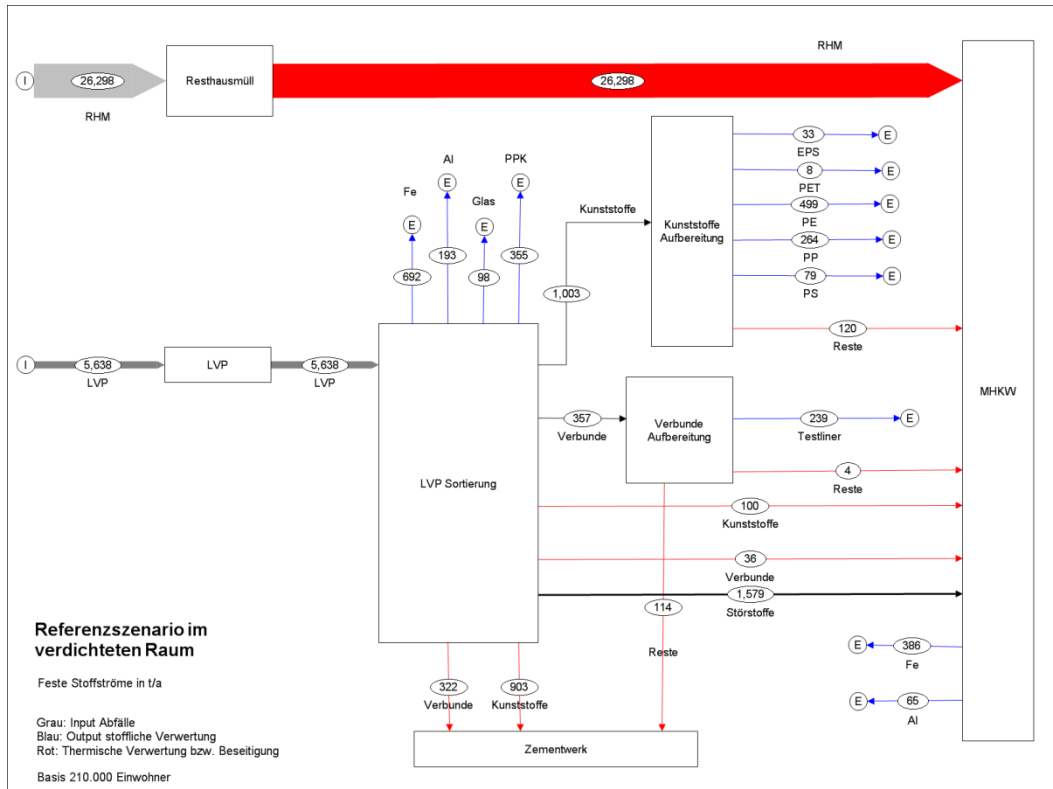 RHM
I
26,298
Resthausmüll
26,298
RHM
Al
PPK
Fe
E
E
Glas
E
E
193
355
692
98
Kunststoffe
1,003
Kunststoffe
Aufbereitung
33
E
EPS
8
E
PET
499
E
PE
264
E
PP
79
E
PS
120
Reste
I
5,638
LVP
LVP
5,638
LVP
LVP Sortierung
357
Verbunde
Verbunde
Aufbereitung
239
E
Testliner
4
Reste
MHKW
100
Kunststoffe
36
Verbunde
1,579
Störstoffe
114
Reste
E
386
Fe
E
65
Al
322
Verbunde
903
Kunststoffe
Zementwerk
Referenzszenario im
verdichteten Raum
Feste Stoffströme in t/a
Grau: Input Abfälle
Blau: Output stoffliche Verwertung
Rot: Thermische Verwertung bzw. Beseitigung
Basis 210.000 Einwohner